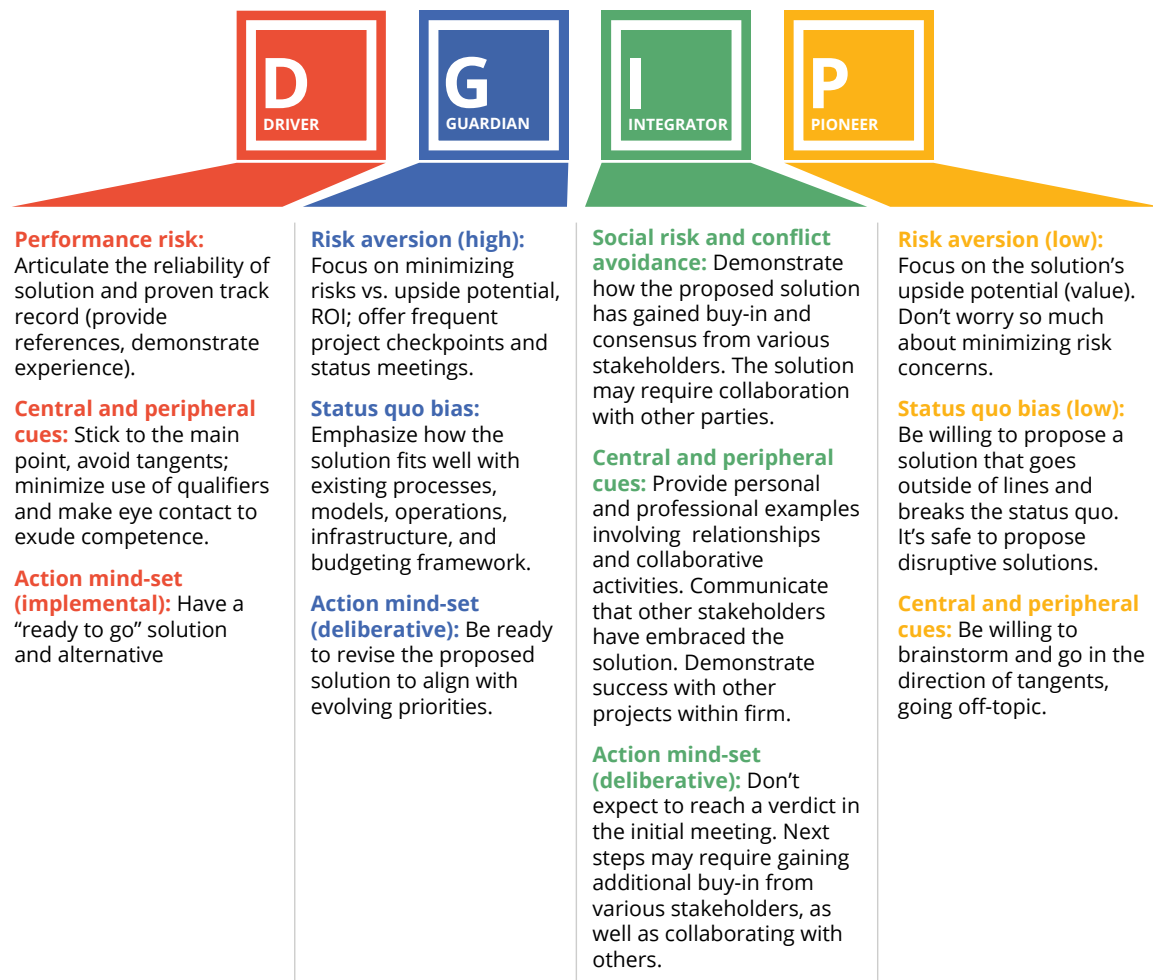 D
DRIVER
G
GUARDIAN
I
INTEGRATOR
P
PIONEER
Performance risk:
Articulate the reliability of
solution and proven track
record (provide
references, demonstrate
experience).
Central and peripheral
cues: Stick to the main
point, avoid tangents;
minimize use of qualifiers
and make eye contact to
exude competence.
Action mind-set
(implemental): Have a
“ready to go” solution
and alternative
Risk aversion (high):
Focus on minimizing
risks vs. upside potential,
ROI; offer frequent
project checkpoints and
status meetings.
Status quo bias:
Emphasize how the
solution fits well with
existing processes,
models, operations,
infrastructure, and
budgeting framework.
Action mind-set
(deliberative): Be ready
to revise the proposed
solution to align with
evolving priorities.
Social risk and conflict
avoidance: Demonstrate
how the proposed solution
has gained buy-in and
consensus from various
stakeholders. The solution
may require collaboration
with other parties.
Central and peripheral
cues: Provide personal
and professional examples
involving  relationships
and collaborative
activities. Communicate
that other stakeholders
have embraced the
solution. Demonstrate
success with other
projects within firm.
Action mind-set
(deliberative): Don’t
expect to reach a verdict in
the initial meeting. Next
steps may require gaining
additional buy-in from
various stakeholders, as
well as collaborating with
others.
Risk aversion (low):
Focus on the solution’s
upside potential (value).
Don’t worry so much
about minimizing risk
concerns.
Status quo bias (low):
Be willing to propose a
solution that goes
outside of lines and
breaks the status quo.
It’s safe to propose
disruptive solutions.
Central and peripheral
cues: Be willing to
brainstorm and go in the
direction of tangents,
going off-topic.